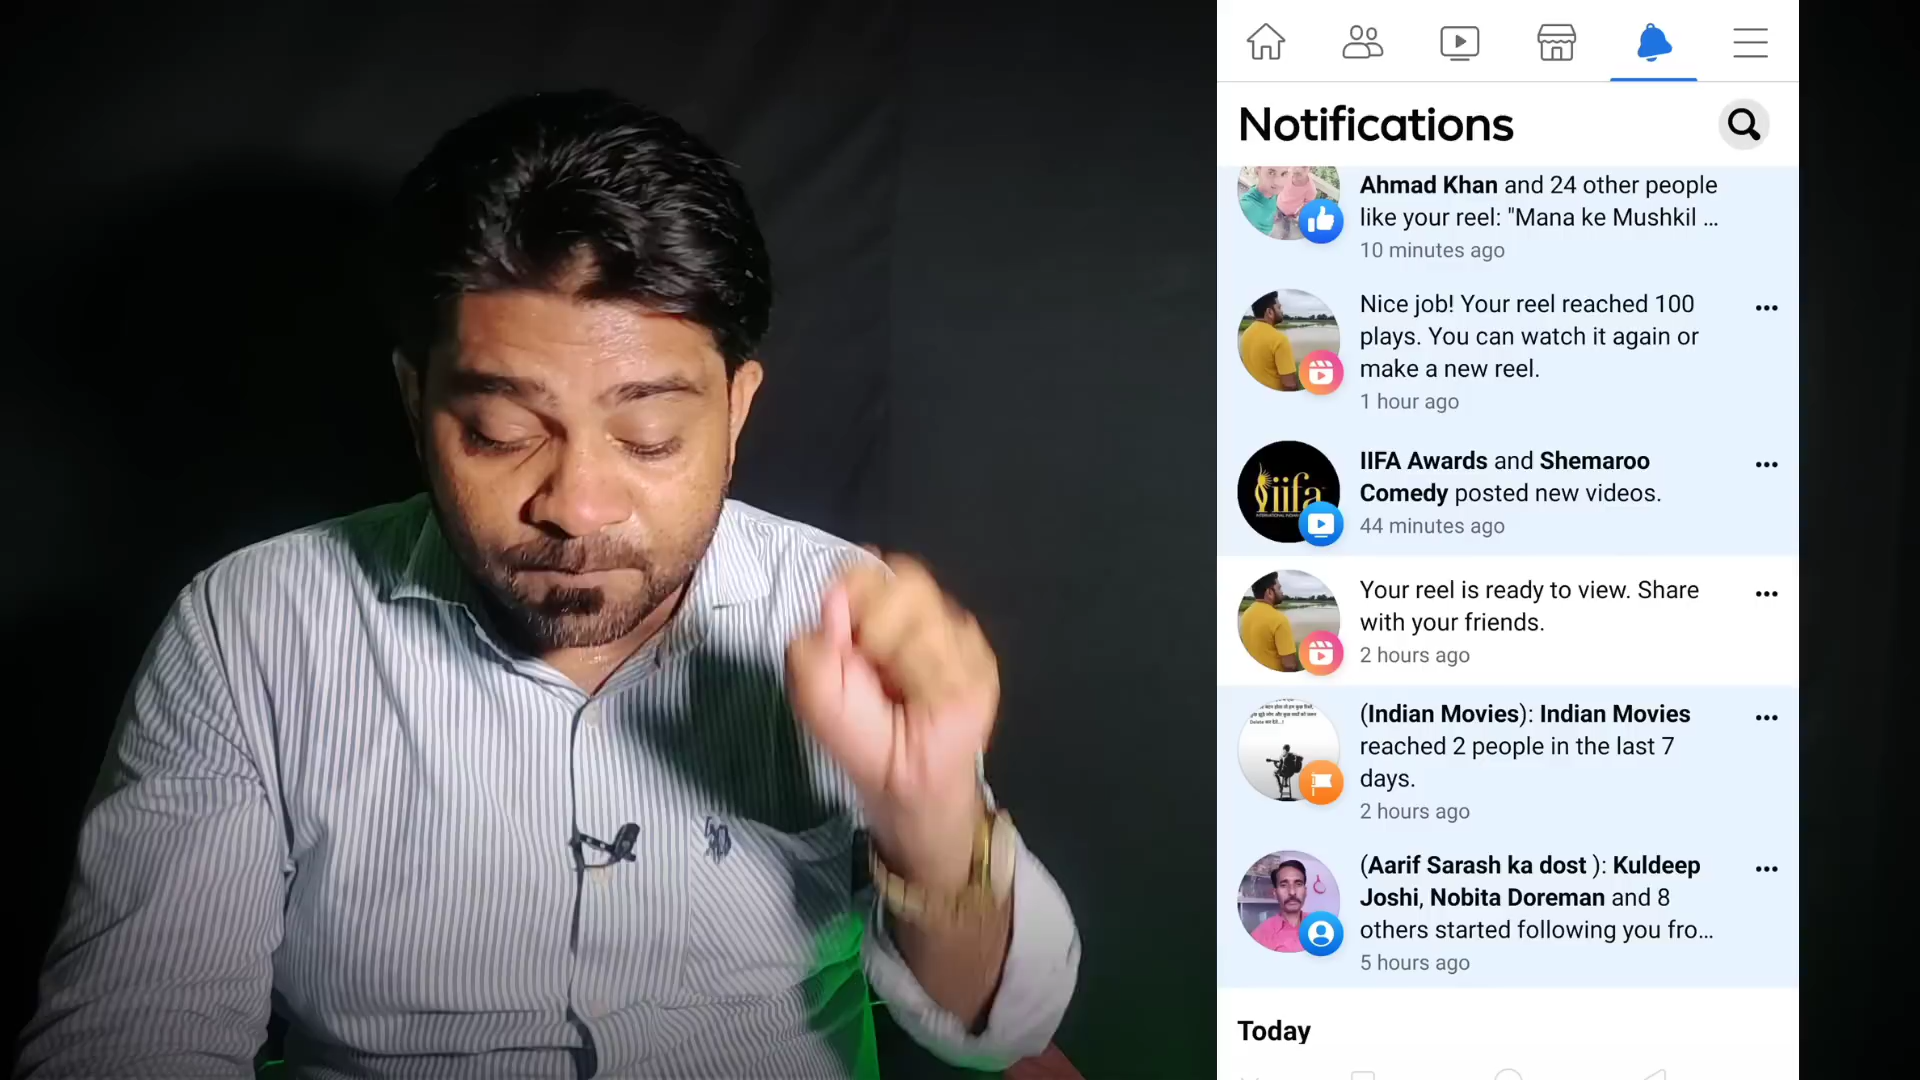 Notifications
Ahmad Khan and 24 other people
like your reel: "Mana ke Mushkil ...
10 minutes ago
Nice job! Your reel reached 100
plays. You can watch it again or
make a new reel.
1 hour ago
IIFA Awards and Shemaroo
Comedy posted new videos.
44 minutes ago
iifa
Your reel is ready to view. Share
with your friends.
2 hours ago
(Indian Movies): Indian Movies
reached 2 people in the last 7
days.
2 hours ago
(Aarif Sarash ka dost ): Kuldeep
Joshi, Nobita Doreman and 8
others started following you fro...
5 hours ago
Today